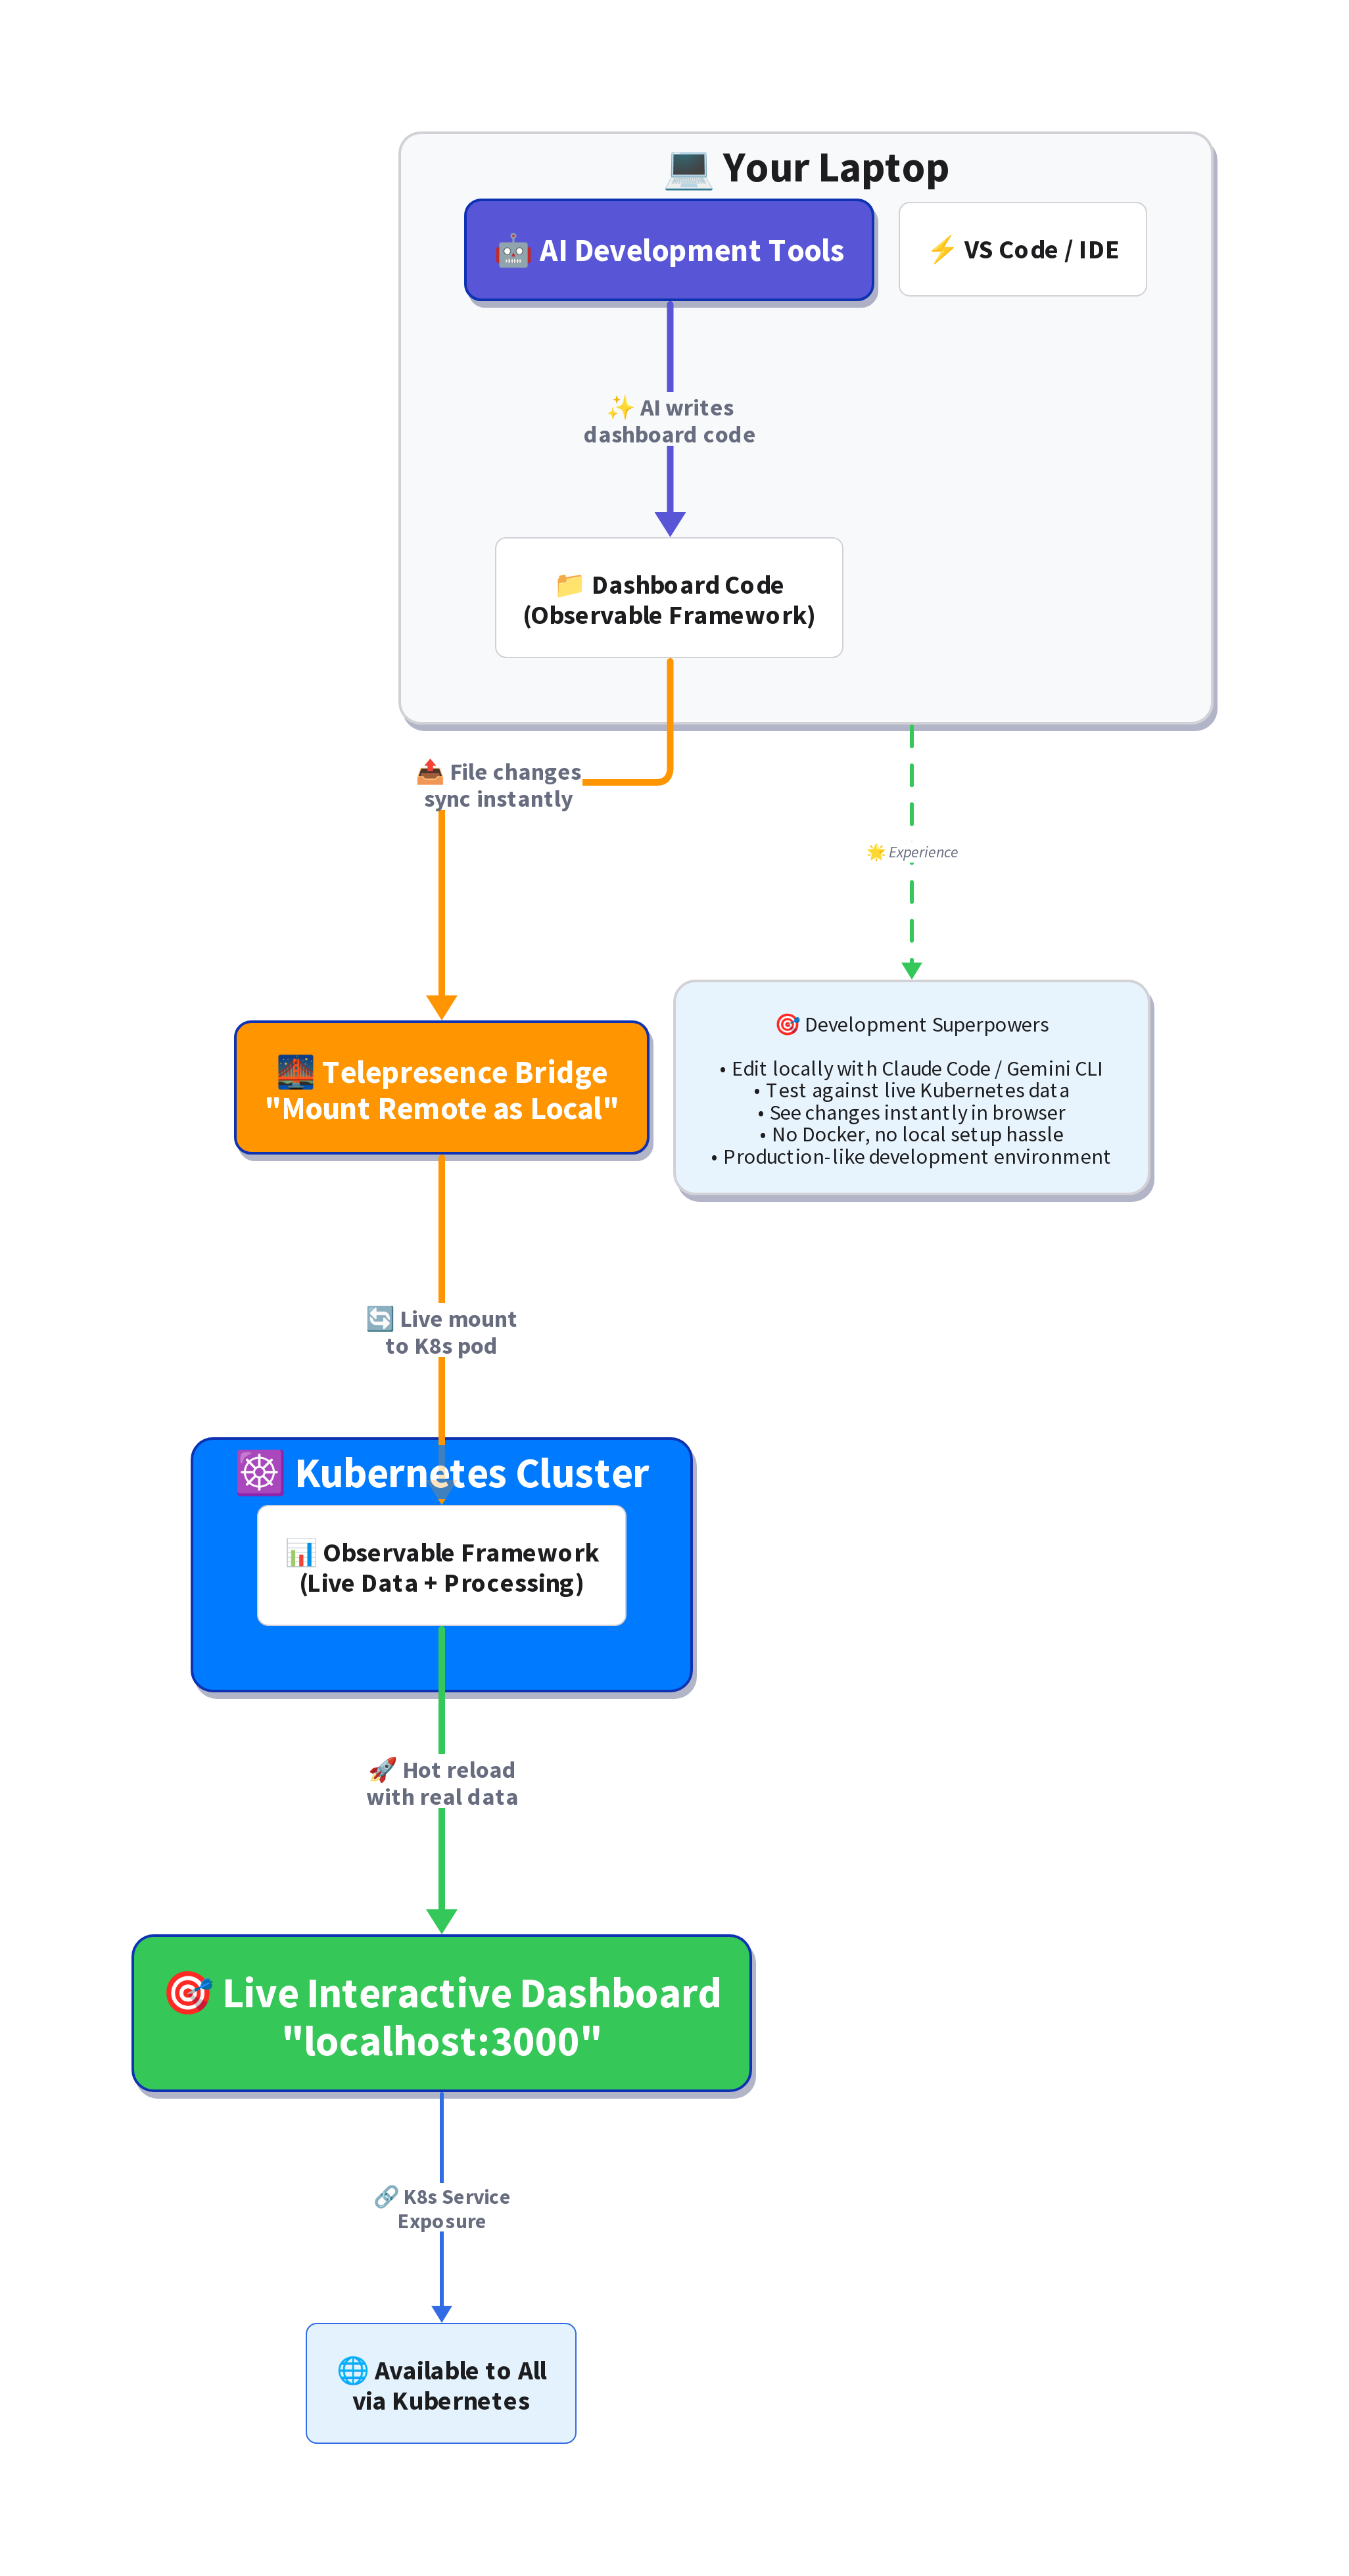 💻 Your Laptop
🤖 AI Development Tools
⚡ VS Code / IDE
✨ AI writes
dashboard code
📁 Dashboard Code
(Observable Framework)
📤 File changes
sync instantly
🌟 Experience
🌉 Telepresence Bridge
"Mount Remote as Local"
🎯 Development Superpowers
• Edit locally with Claude Code / Gemini CLI
• Test against live Kubernetes data
• See changes instantly in browser
• No Docker, no local setup hassle
• Production-like development environment
🔄 Live mount
to K8s pod
☸️ Kubernetes Cluster
📊 Observable Framework
(Live Data + Processing)
🚀 Hot reload
with real data
🎯 Live Interactive Dashboard
"localhost:3000"
🔗 K8s Service
Exposure
🌐 Available to All
via Kubernetes